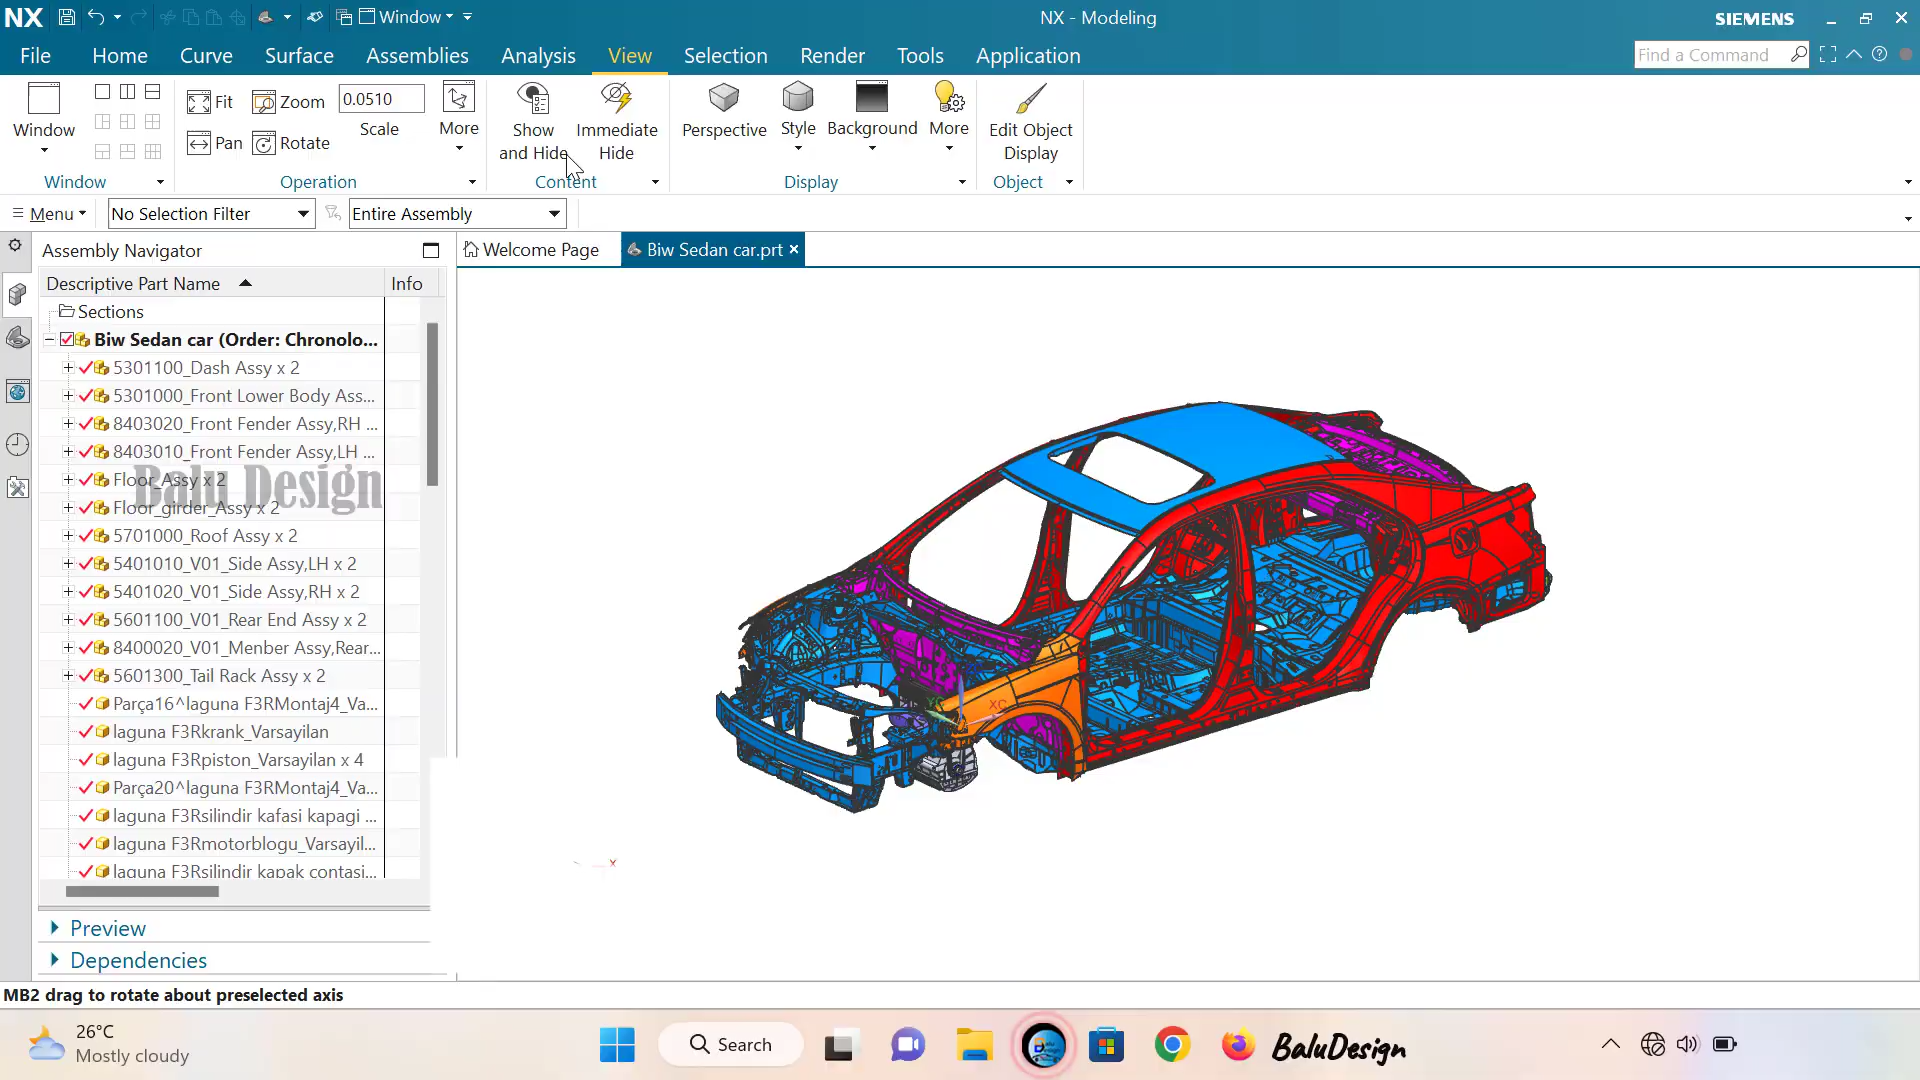 NX Window NX - Modeling SIEMENS
File Home Curve Surface Assemblies Analysis View Selection Render Tools Application Find a Command
Window Fit Zoom 0.0510 More Show and Hide Immediate Hide Perspective Style Background More Edit Object Display
Pan Rotate Scale
Window Operation Content Display Object
Menu No Selection Filter Entire Assembly
Assembly Navigator Welcome Page Biw Sedan car.prt
Descriptive Part Name Info
Sections
Biw Sedan car (Order: Chronolo...
5301100_Dash Assy x 2
5301000_Front Lower Body Ass...
8403020_Front Fender Assy,RH ...
8403010_Front Fender Assy,LH ...
Floor_Assy x 2
Balu Design
Floor_girder_Assy x 2
5701000_Roof Assy x 2
5401010_V01_Side Assy,LH x 2
5401020_V01_Side Assy,RH x 2
5601100_V01_Rear End Assy x 2
8400020_V01_Menber Assy,Rear...
5601300_Tail Rack Assy x 2
Parça16^laguna F3RMontaj4_Va...
laguna F3Rkrank_Varsayilan
laguna F3Rpiston_Varsayilan x 4
Parça20^laguna F3RMontaj4_Va...
laguna F3Rsilindir kafasi kapagi ...
laguna F3Rmotorblogu_Varsayil...
laguna F3Rsilindir kapak contasi...
XC
X
Preview
Dependencies
MB2 drag to rotate about preselected axis
26°C
Mostly cloudy
Search
BaluDesign